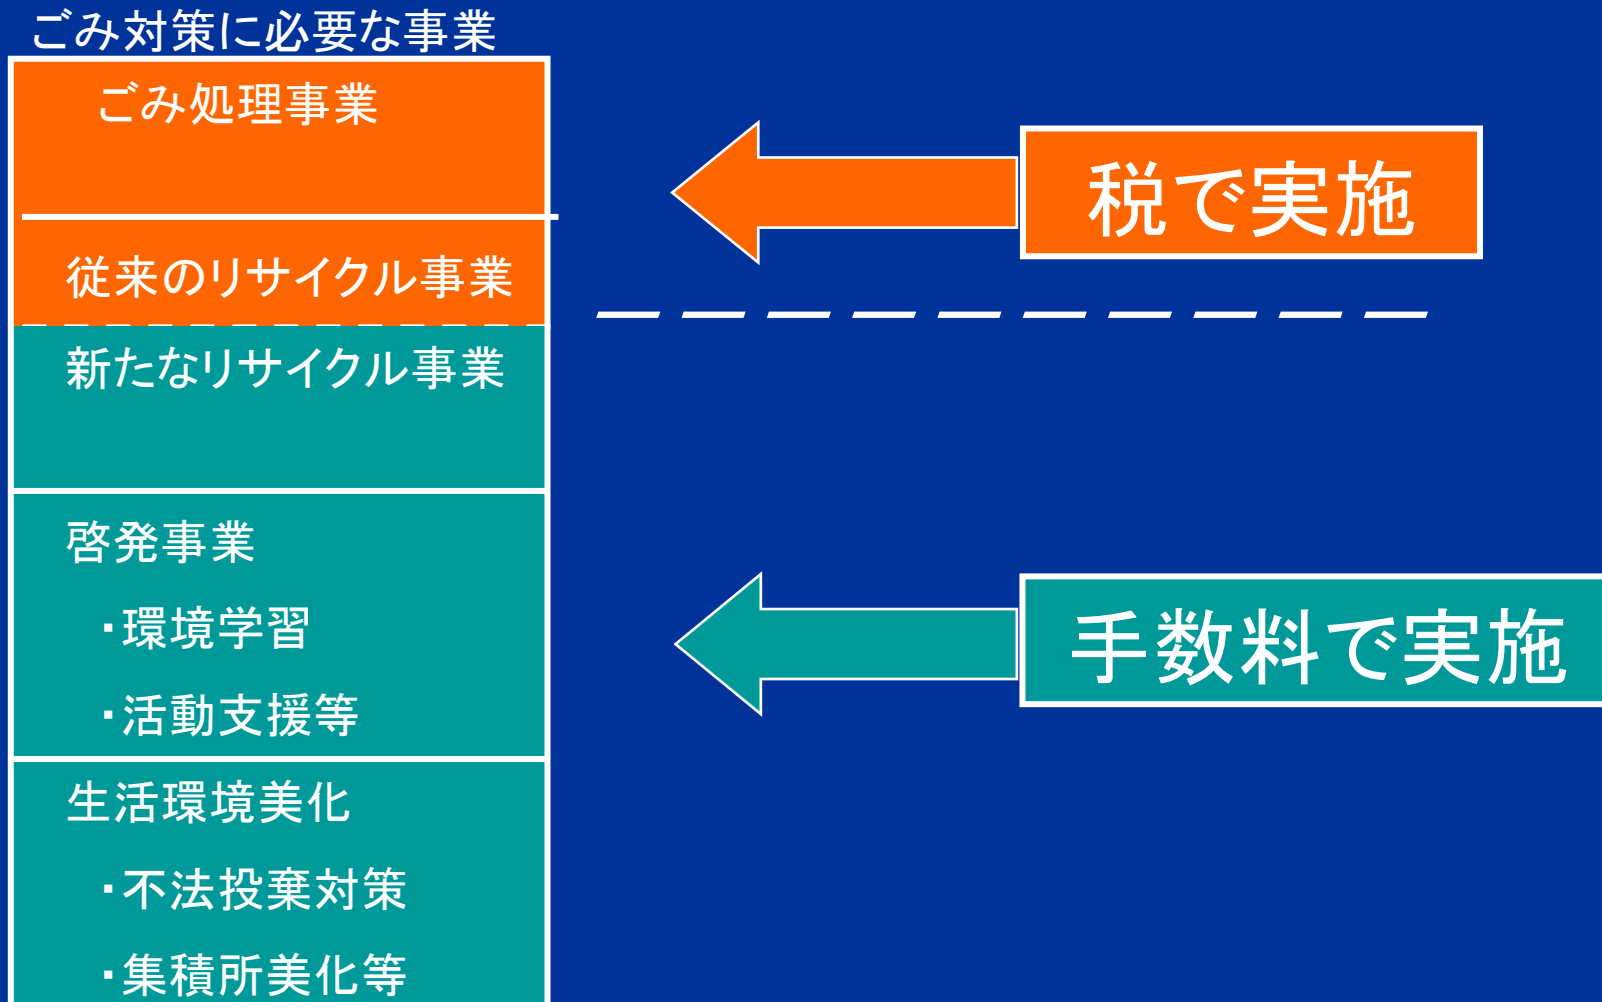 ごみ対策に必要な事業
ごみ処理事業
税で実施
従来のリサイクル事業
新たなリサイクル事業
啓発事業
・環境学習
手数料で実施
・活動支援等
生活環境美化
・不法投棄対策
・集積所美化等